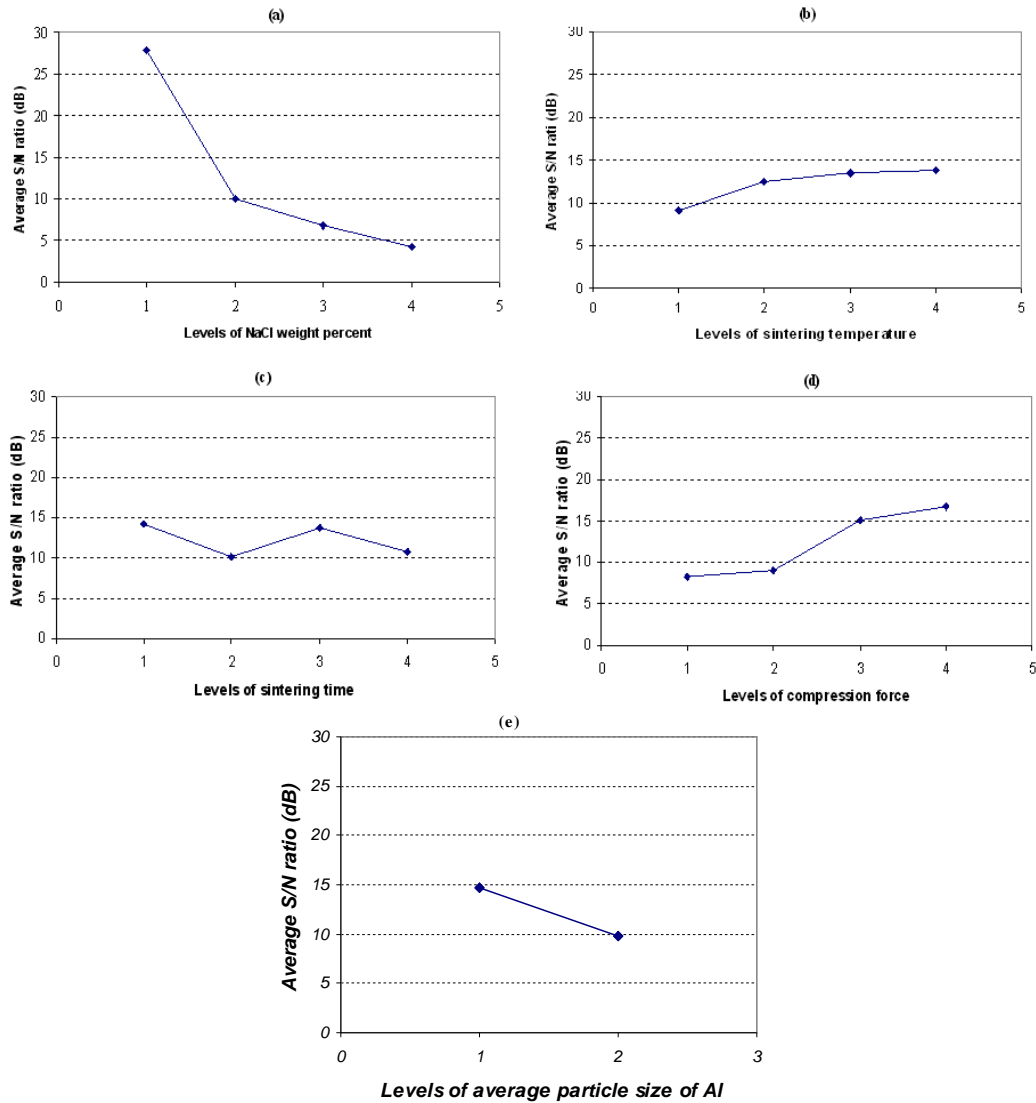 (a)
30
25
20
15
10
5
0
Average S/N ratio (dB)
0 1 2 3 4 5
Levels of NaCl weight percent
(b)
30
25
20
15
10
5
0
Average S/N rati (dB)
0 1 2 3 4 5
Levels of sintering temperature
(c)
30
25
20
15
10
5
0
Average S/N ratio (dB)
0 1 2 3 4 5
Levels of sintering time
(d)
30
25
20
15
10
5
0
Average S/N ratio (dB)
0 1 2 3 4 5
Levels of compression force
(e)
30
25
20
15
10
5
0
Average S/N ratio (dB)
0 1 2 3
Levels of average particle size of Al